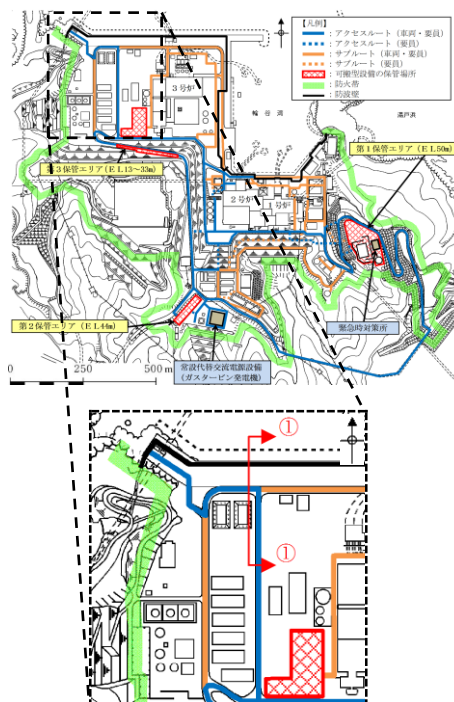 【凡例】
：アクセスルート（車両・要員）
：アクセスルート（要員）
：サブルート（車両・要員）
：サブルート（要員）
：可搬型設備の保管場所
：防火帯
：防波壁
3号炉
輪谷湾
第1保管エリア（EL50m）
第3保管エリア（EL13～33m）
2号炉
1号炉
第2保管エリア（EL44m）
緊急時対策所
常設代替交流電源設備
（ガスタービン発電機）
0
250
500 m
①
①